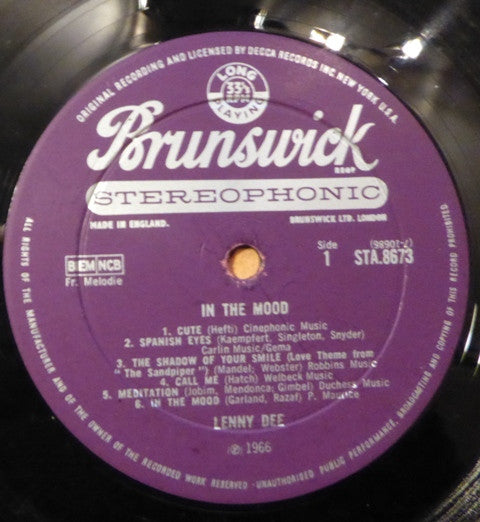 ORIGINAL RECORDING AND LICENSED BY DECCA RECORDS INC NEW YORK U.S.A.
LONG
33⅓
RPM
PLAYING
Brunswick
REGD
STEREOPHONIC
MADE IN ENGLAND.
BRUNSWICK LTD. LONDON
BIEM NCB
Fr. Melodie
Side
1
(98907-7)
STA.8673
IN THE MOOD
1. CUTE (Hefti) Cinephonic Music
2. SPANISH EYES (Kaempfert, Singleton, Snyder)
Carlin Music/Gema
3. THE SHADOW OF YOUR SMILE (Love Theme from
"The Sandpiper") (Mandel; Webster) Robbins Music
4. CALL ME (Hatch) Welbeck Music
5. MEDITATION (Jobim, Mendonca, Gimbel) Duchess Music
6. IN THE MOOD (Garland, Razaf) P. Maurice
LENNY DEE
℗ 1966
ALL RIGHTS OF THE MANUFACTURER AND OF THE OWNER OF THE RECORDED WORK RESERVED - UNAUTHORISED PUBLIC PERFORMANCE, BROADCASTING AND COPYING OF THIS RECORD PROHIBITED